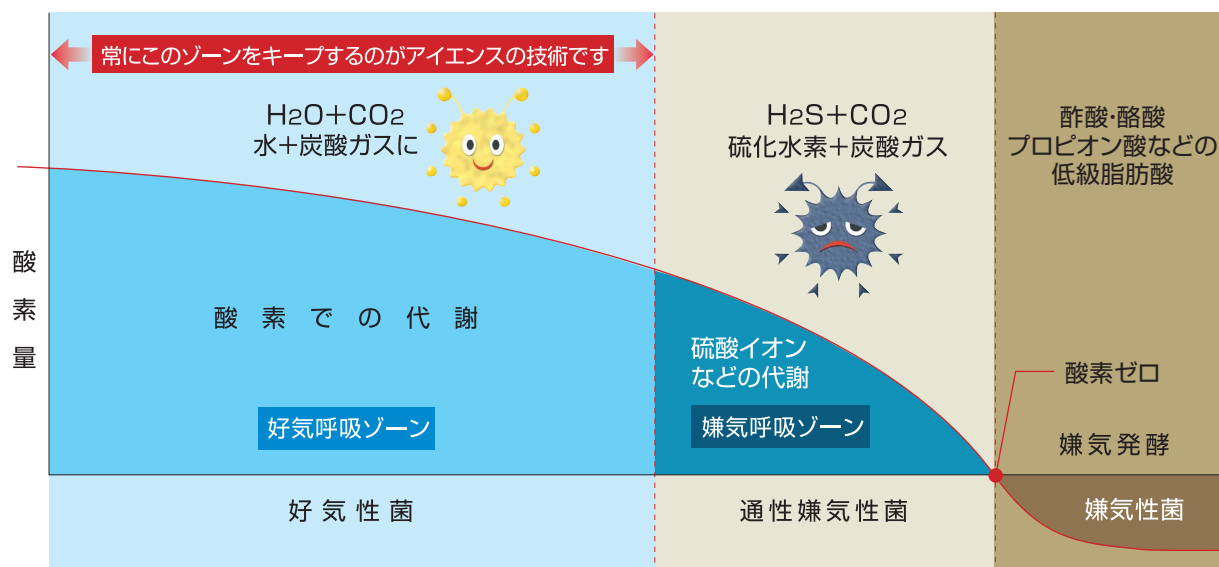 常にこのゾーンをキープするのがアイエンスの技術です
H2O+CO2
水+炭酸ガスに
H2S+CO2
硫化水素+炭酸ガス
酢酸・酪酸
プロピオン酸などの
低級脂肪酸
酸素量
酸素での代謝
硫酸イオン
などの代謝
酸素ゼロ
好気呼吸ゾーン
嫌気呼吸ゾーン
嫌気発酵
好気性菌
通性嫌気性菌
嫌気性菌